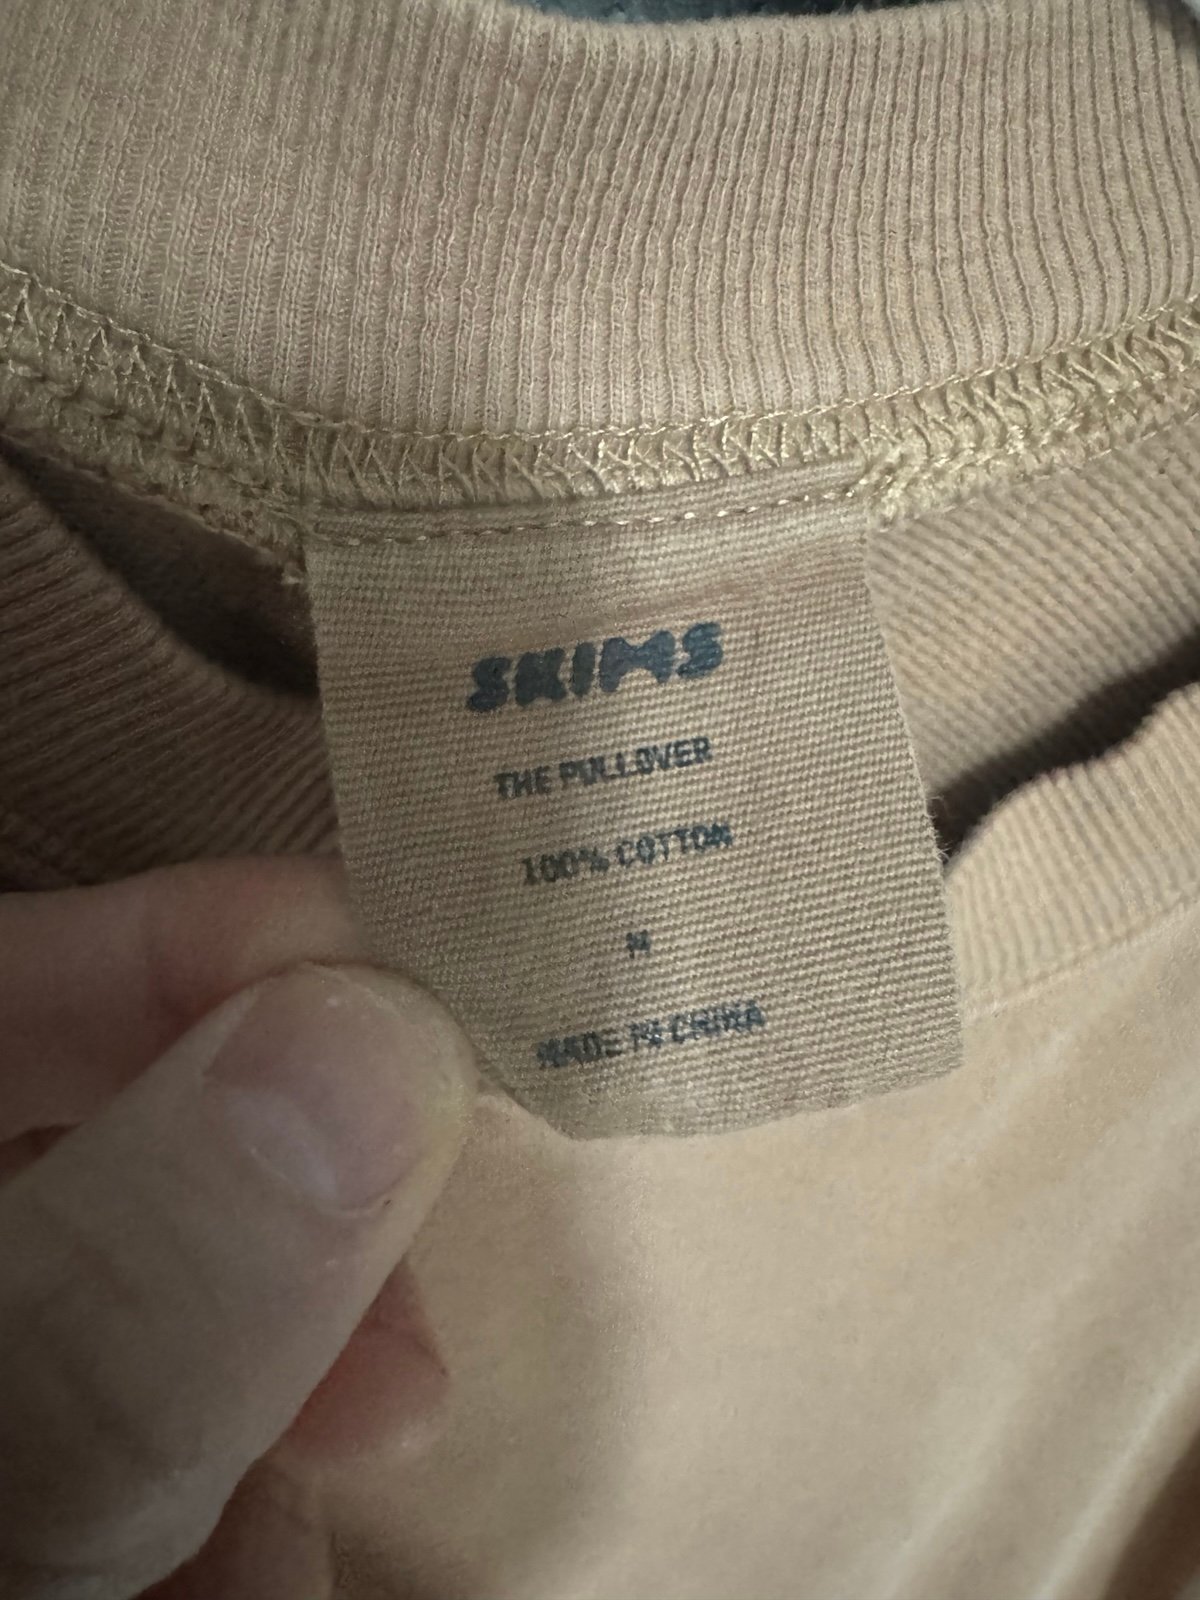 SKIMS
THE PULLOVER
100% COTTON
M
MADE IN CHINA